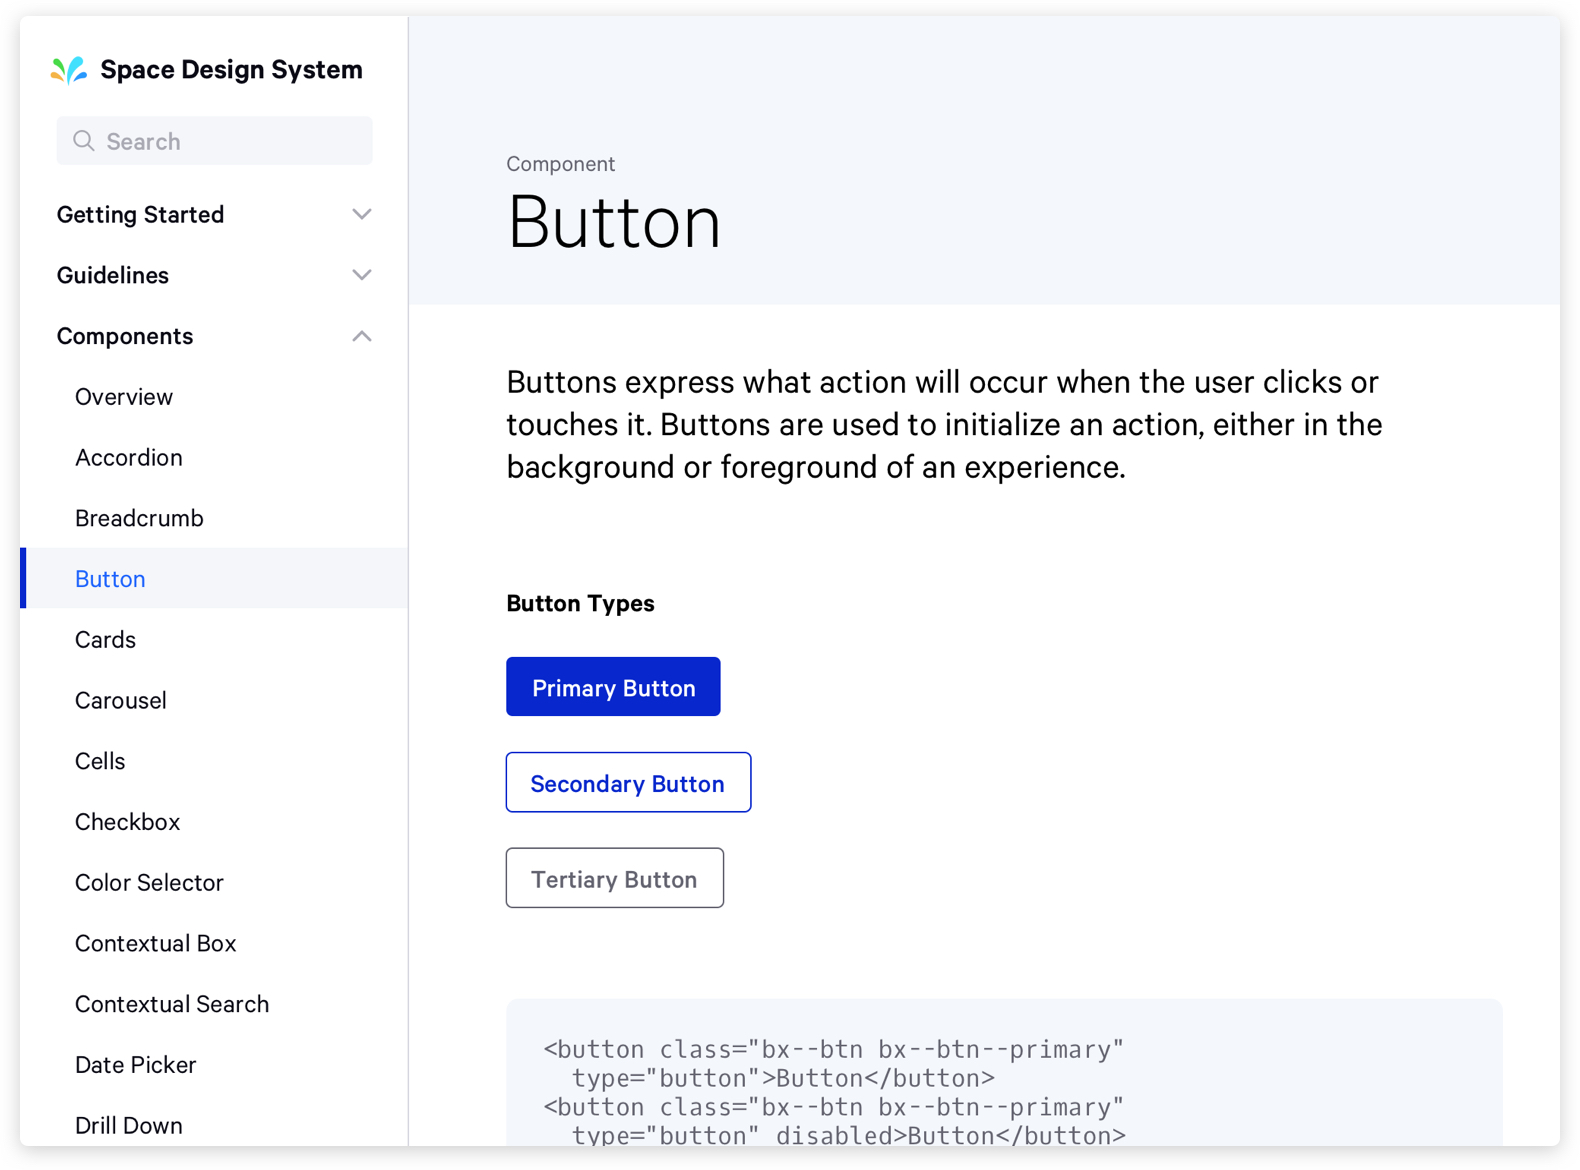 Space Design System
Search
Getting Started
Guidelines
Components
Overview
Accordion
Breadcrumb
Button
Cards
Carousel
Cells
Checkbox
Color Selector
Contextual Box
Contextual Search
Date Picker
Drill Down
Component
Button
Buttons express what action will occur when the user clicks or
touches it. Buttons are used to initialize an action, either in the
background or foreground of an experience.
Button Types
Primary Button
Secondary Button
Tertiary Button
<button class="bx--btn bx--btn--primary"
type="button">Button</button>
<button class="bx--btn bx--btn--primary"
type="button" disabled>Button</button>